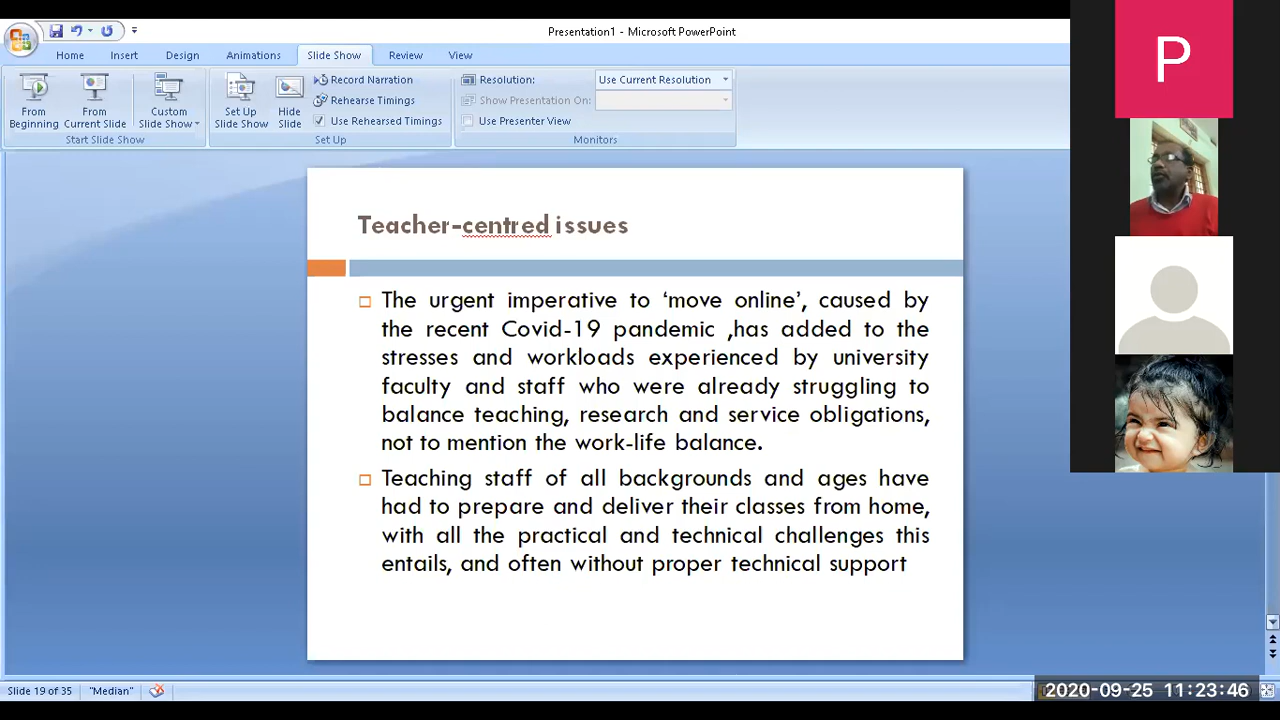 Presentation1 - Microsoft PowerPoint
Home Insert Design Animations Slide Show Review View
From Beginning
From Current Slide
Custom Slide Show
Start Slide Show
Set Up Slide Show
Hide Slide
Record Narration
Rehearse Timings
Use Rehearsed Timings
Set Up
Resolution: Use Current Resolution
Show Presentation On:
Use Presenter View
Monitors
P
Teacher-centred issues
The urgent imperative to ‘move online’, caused by
the recent Covid-19 pandemic ,has added to the
stresses and workloads experienced by university
faculty and staff who were already struggling to
balance teaching, research and service obligations,
not to mention the work-life balance.
Teaching staff of all backgrounds and ages have
had to prepare and deliver their classes from home,
with all the practical and technical challenges this
entails, and often without proper technical support
Slide 19 of 35 "Median"
2020-09-25 11:23:46